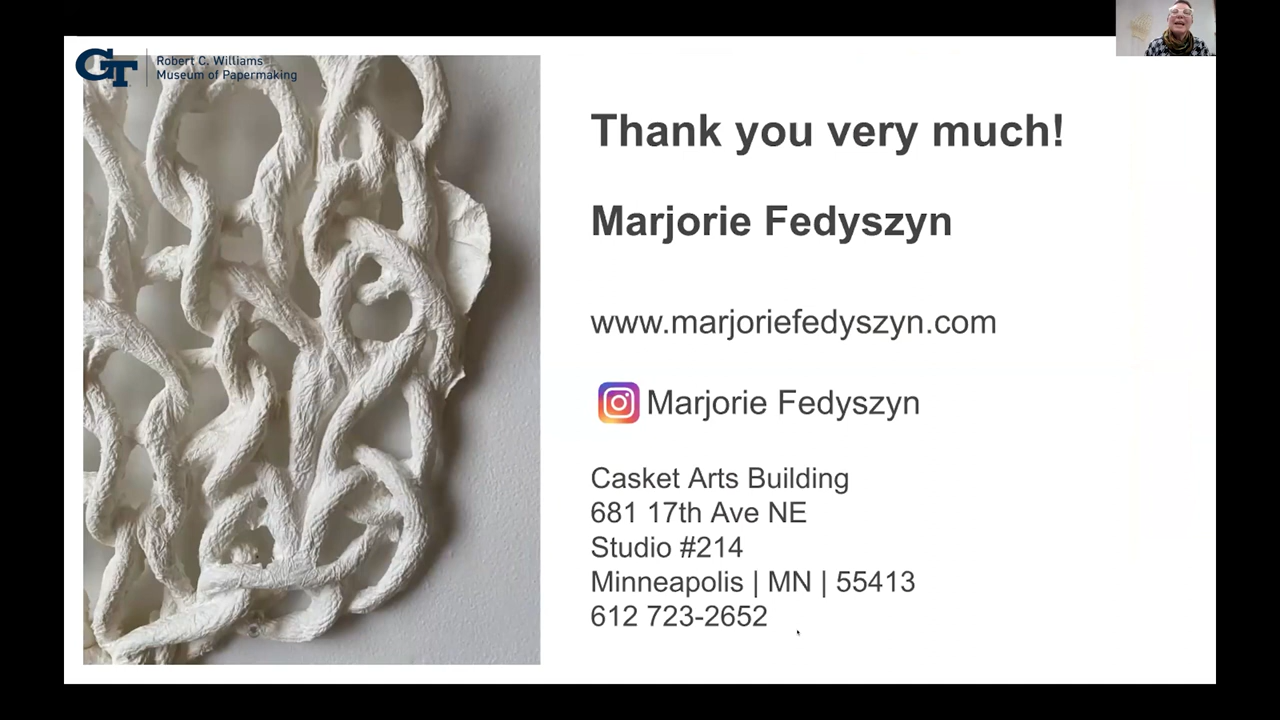 GT
Robert C. Williams
Museum of Papermaking
Thank you very much!
Marjorie Fedyszyn
www.marjoriefedyszyn.com
Marjorie Fedyszyn
Casket Arts Building
681 17th Ave NE
Studio #214
Minneapolis | MN | 55413
612 723-2652